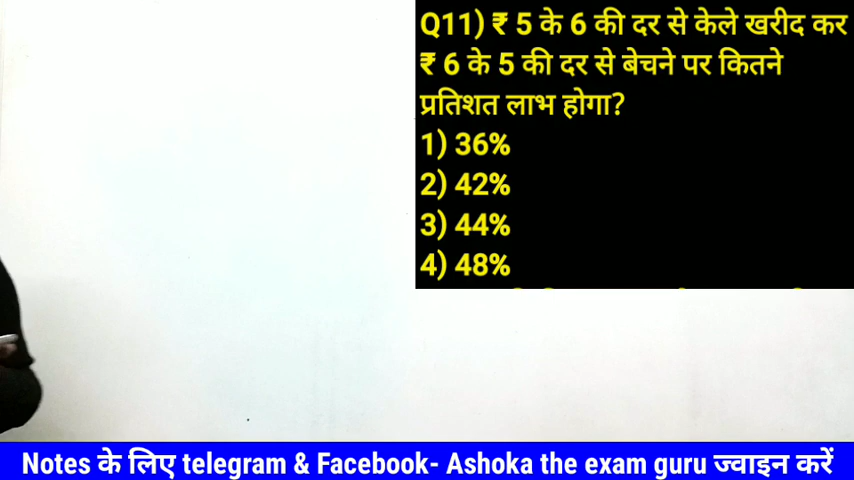 Q11) ₹ 5 के 6 की दर से केले खरीद कर
₹ 6 के 5 की दर से बेचने पर कितने
प्रतिशत लाभ होगा?
1) 36%
2) 42%
3) 44%
4) 48%
Notes के लिए telegram & Facebook- Ashoka the exam guru ज्वाइन करें